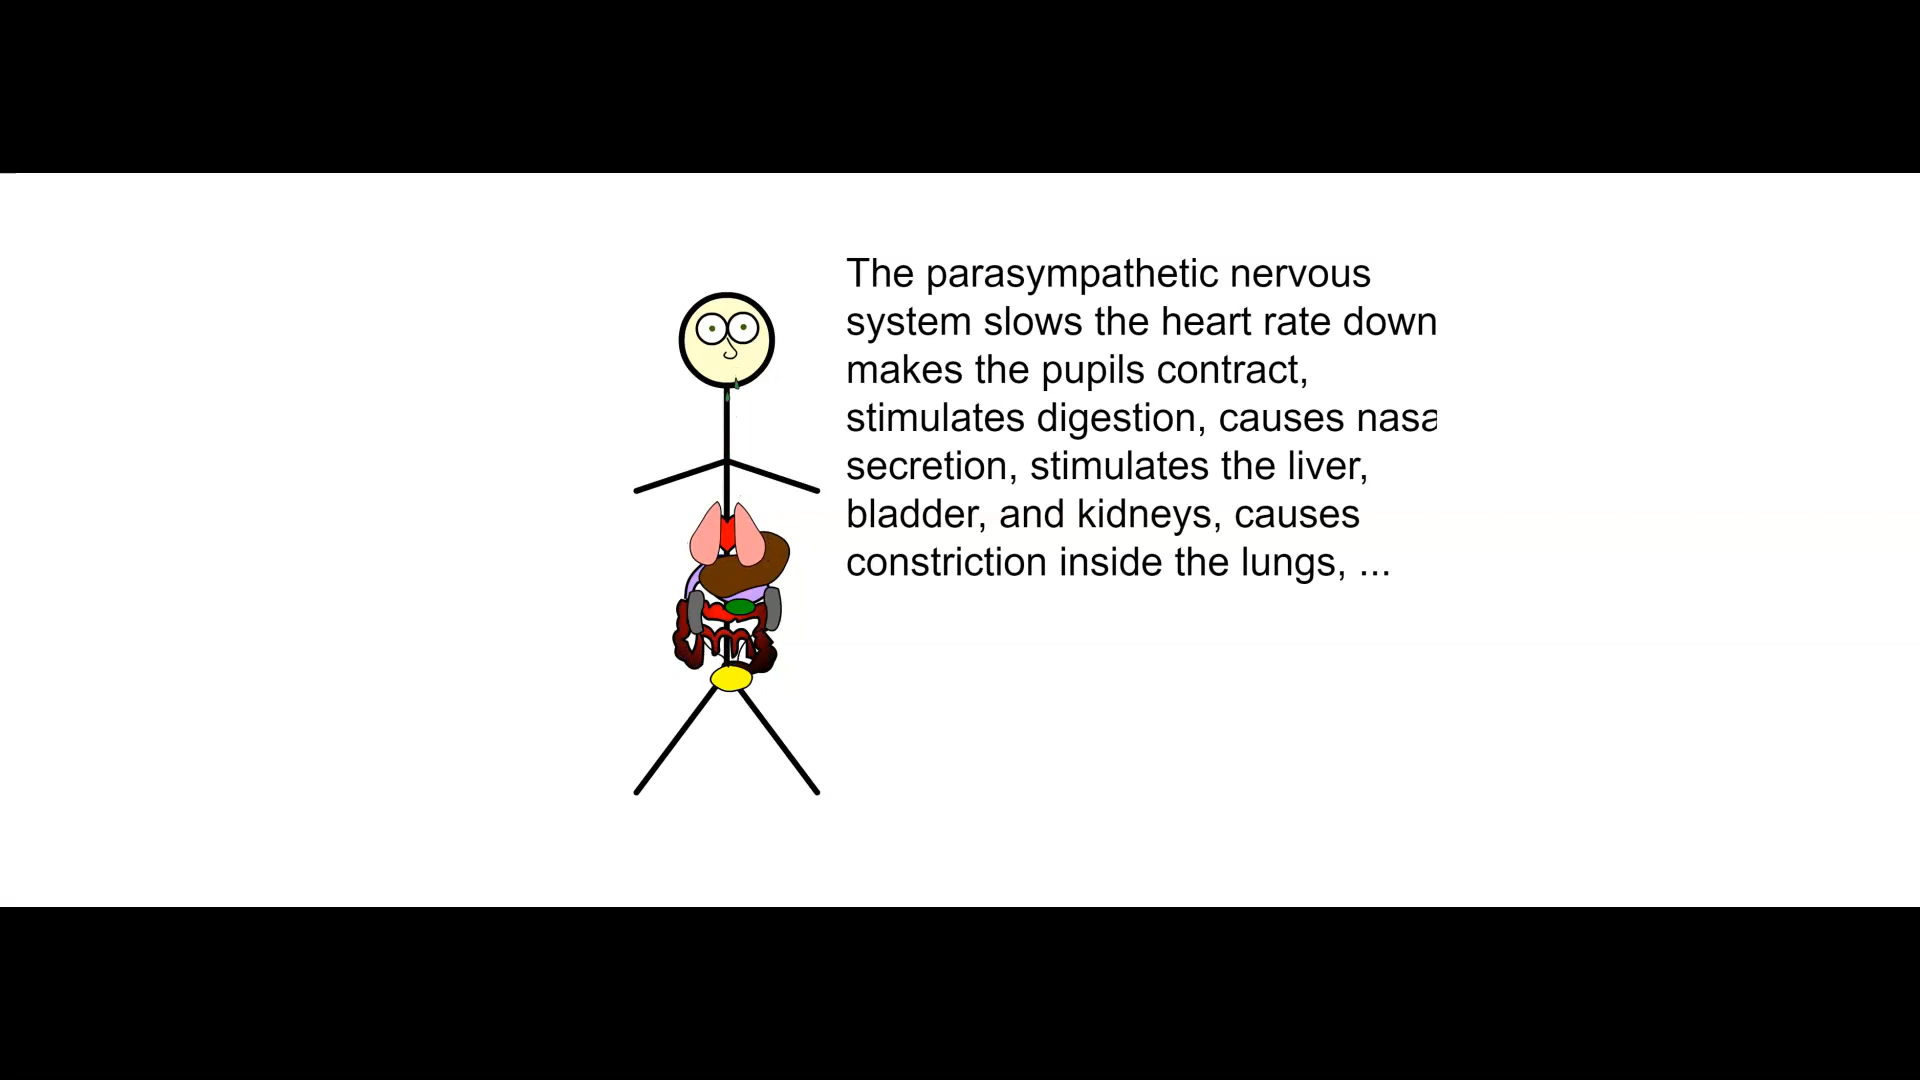 The parasympathetic nervous
system slows the heart rate down
makes the pupils contract,
stimulates digestion, causes nasa
secretion, stimulates the liver,
bladder, and kidneys, causes
constriction inside the lungs, ...